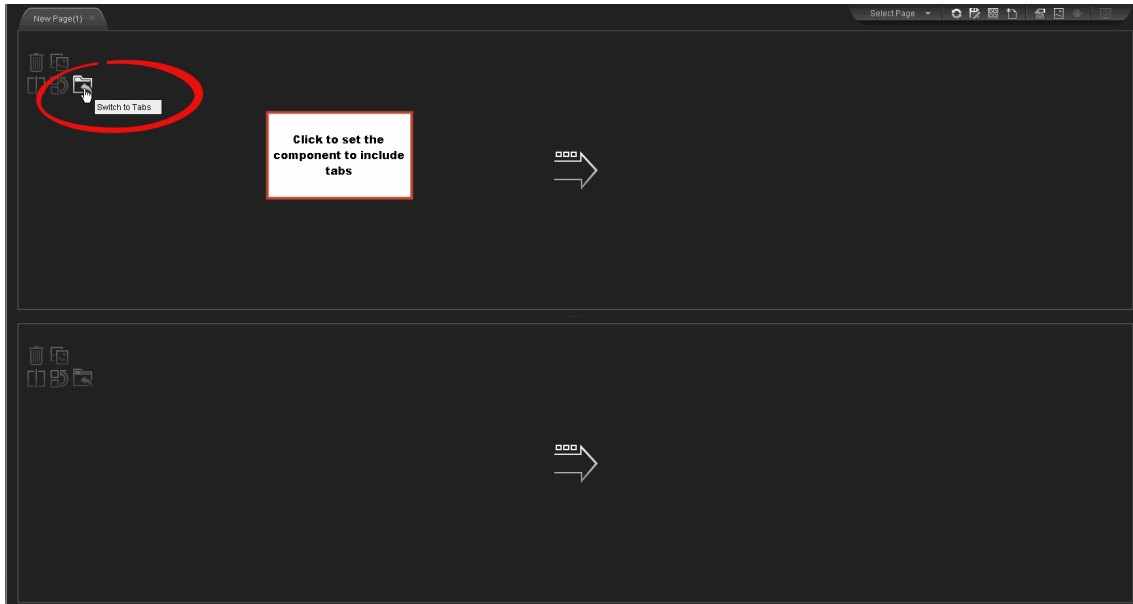 New Page(1)
Select Page
Switch to Tabs
Click to set the
component to include
tabs